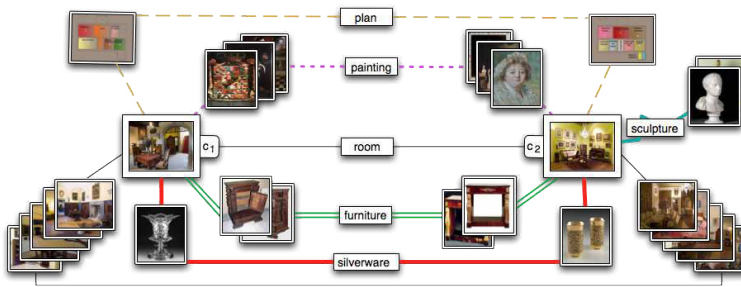 plan
painting
sculpture
c1
room
c2
furniture
silverware